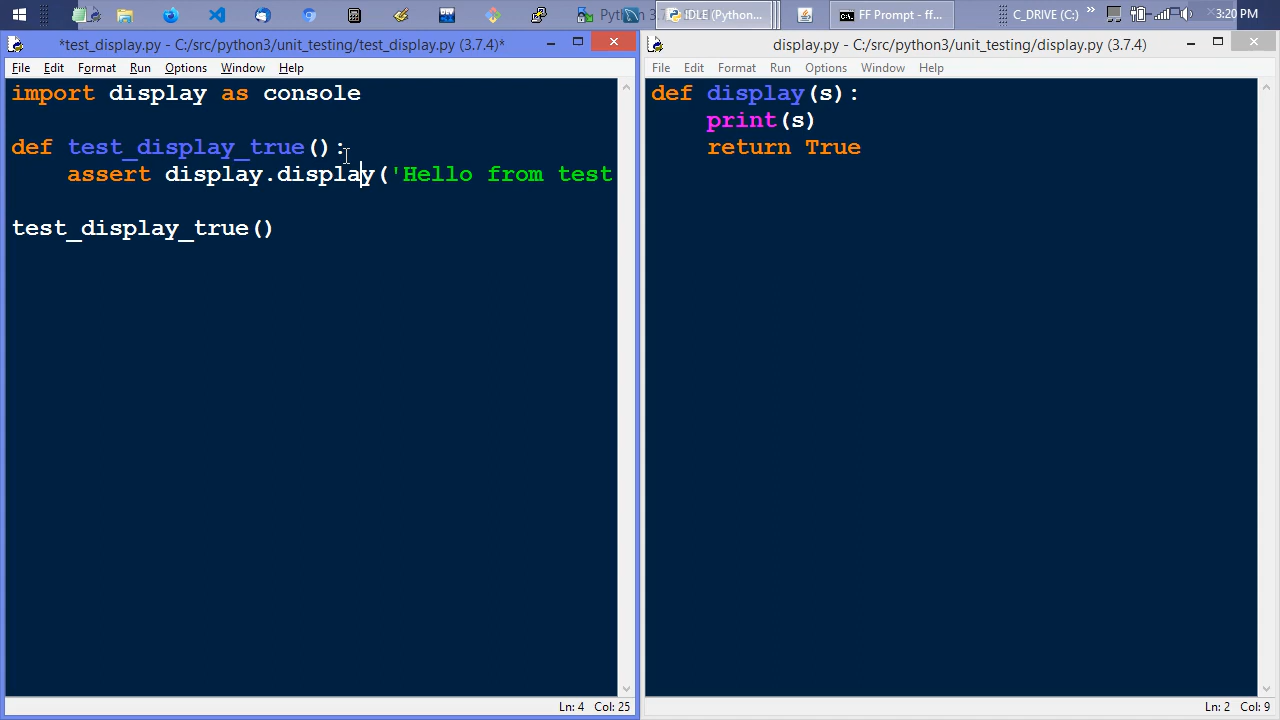 Python 3.7
IDLE (Python...
FF Prompt - ff...
C_DRIVE (C:)
3:20 PM
*test_display.py - C:/src/python3/unit_testing/test_display.py (3.7.4)*
File Edit Format Run Options Window Help
import display as console
def test_display_true():
assert display.display('Hello from test
test_display_true()
Ln: 4 Col: 25
display.py - C:/src/python3/unit_testing/display.py (3.7.4)
File Edit Format Run Options Window Help
def display(s):
print(s)
return True
Ln: 2 Col: 9